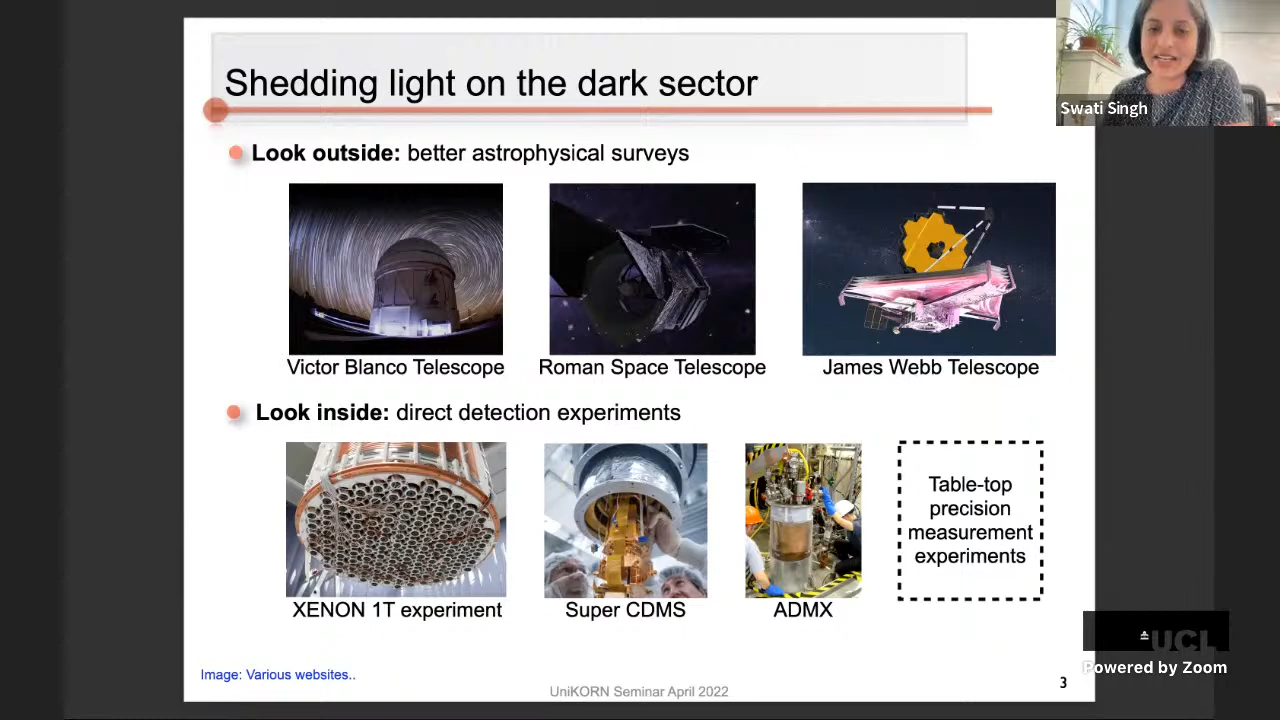 Shedding light on the dark sector
Swati Singh
Look outside: better astrophysical surveys
Victor Blanco Telescope
Roman Space Telescope
James Webb Telescope
Look inside: direct detection experiments
Table-top
precision
measurement
experiments
XENON 1T experiment
Super CDMS
ADMX
UCL
Powered by Zoom
Image: Various websites..
UniKORN Seminar April 2022
3